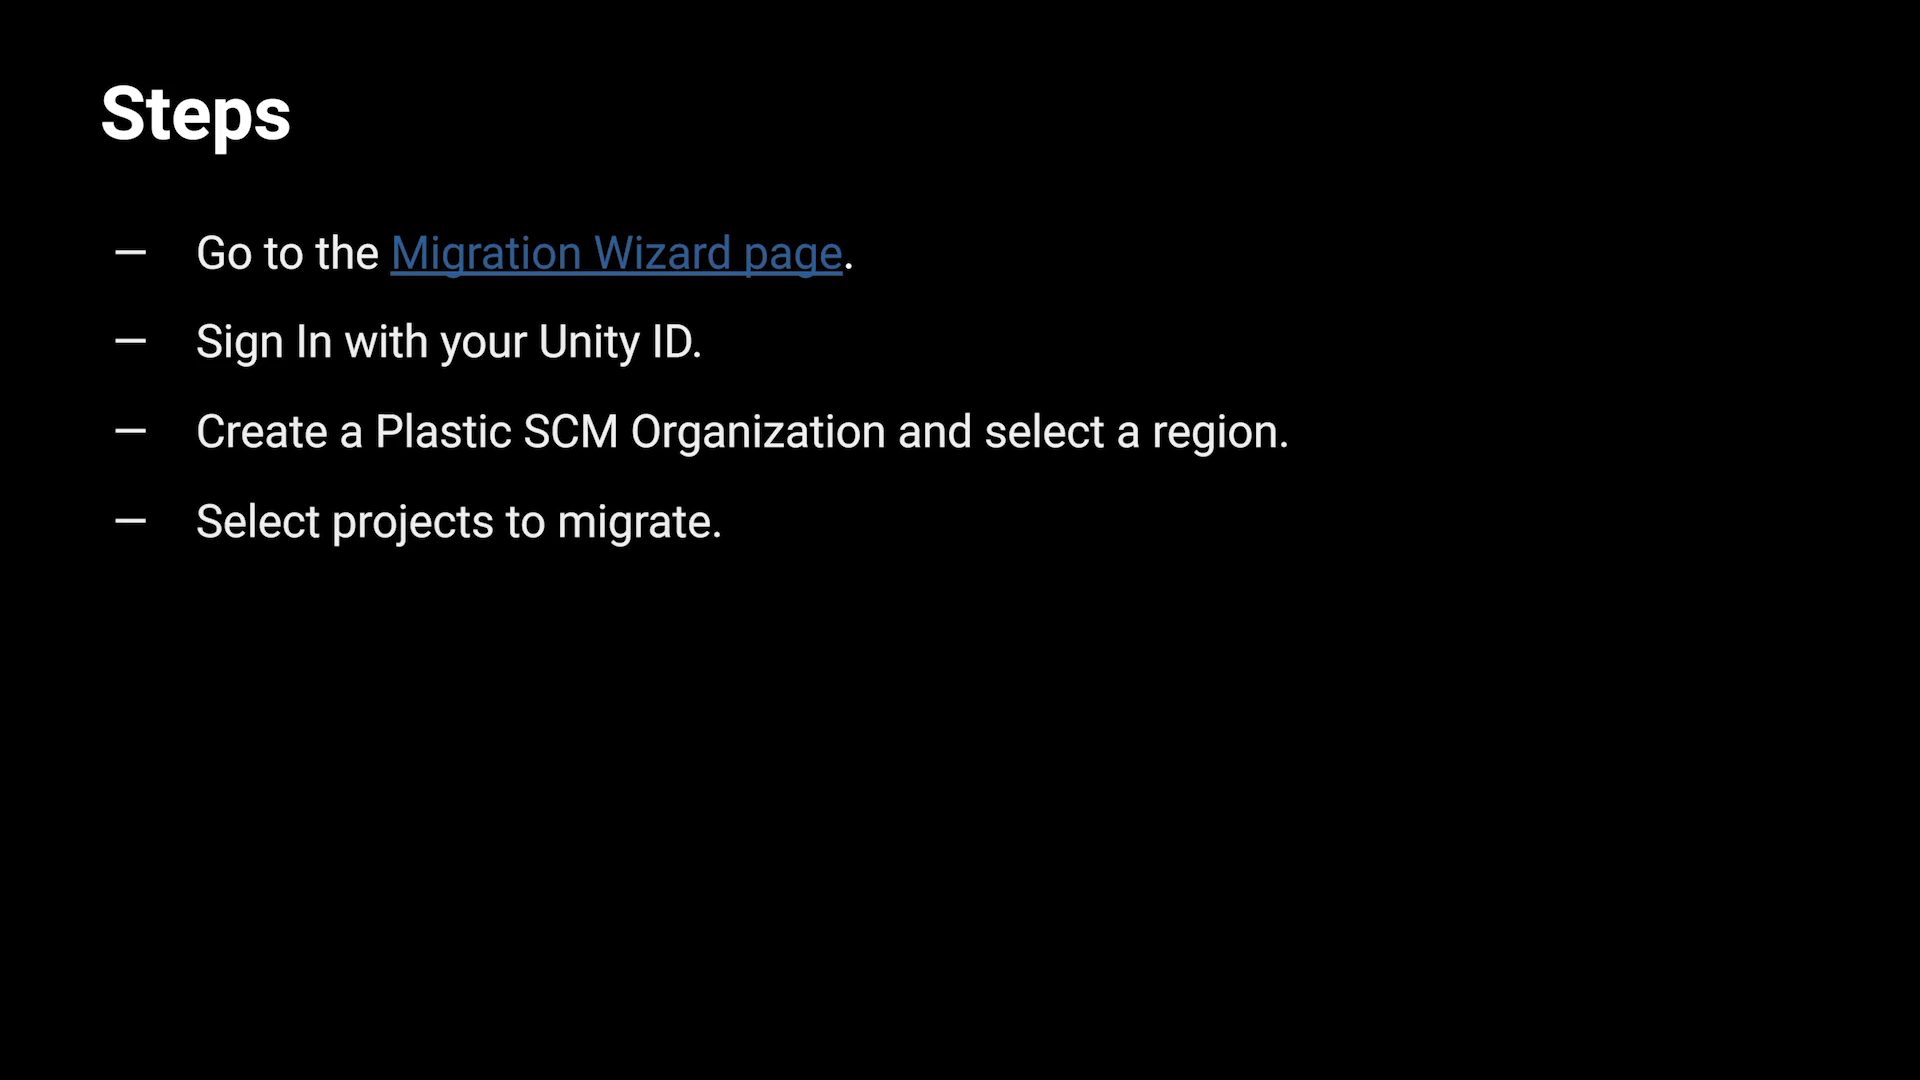 Steps
— Go to the Migration Wizard page.
— Sign In with your Unity ID.
— Create a Plastic SCM Organization and select a region.
— Select projects to migrate.